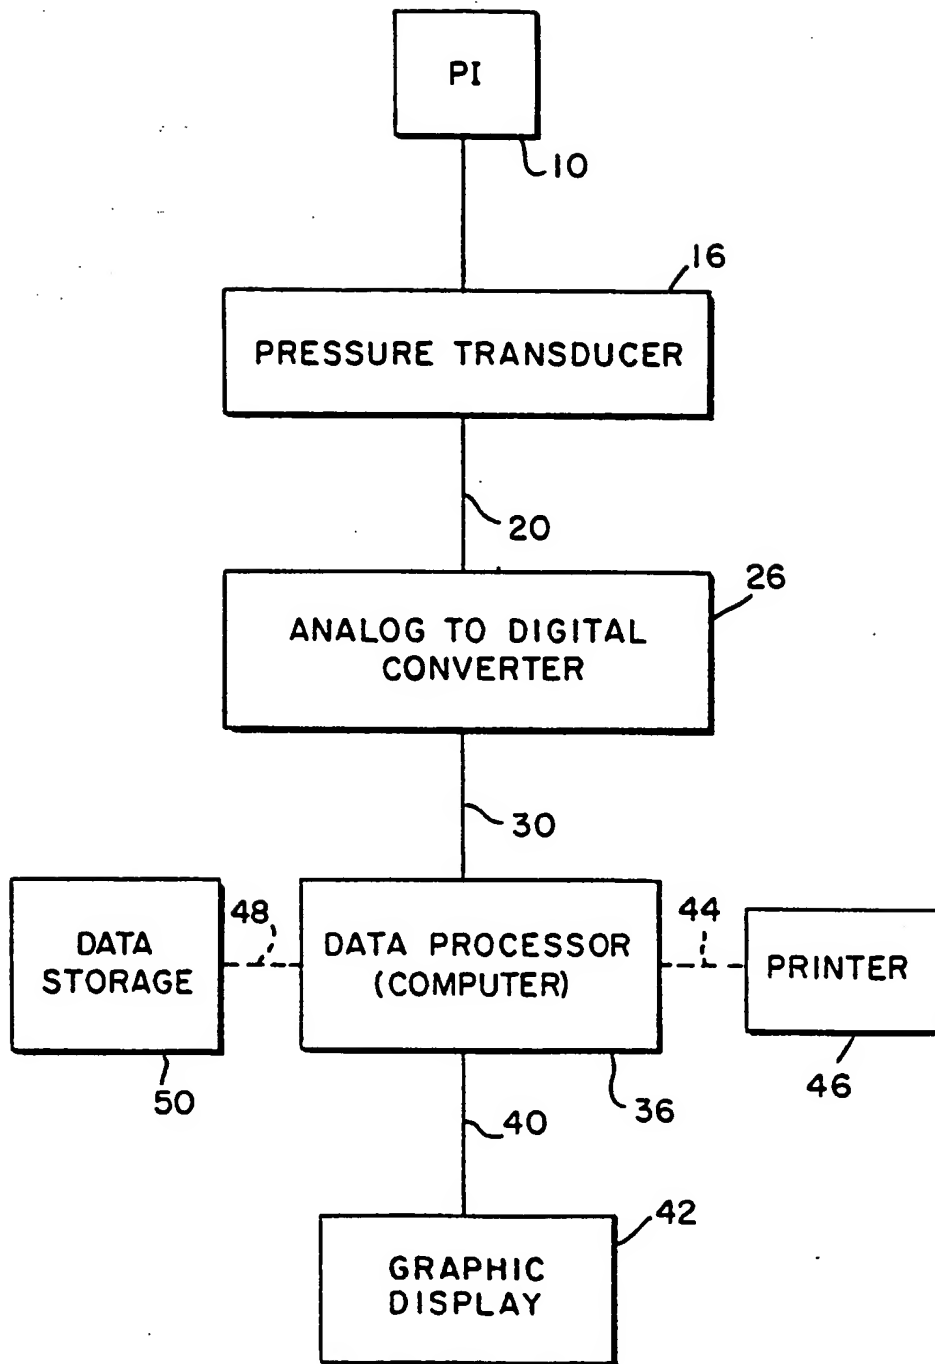 PI
10
16
PRESSURE TRANSDUCER
20
26
ANALOG TO DIGITAL
CONVERTER
30
48
44
DATA
STORAGE
DATA PROCESSOR
(COMPUTER)
PRINTER
50
36
46
40
42
GRAPHIC
DISPLAY